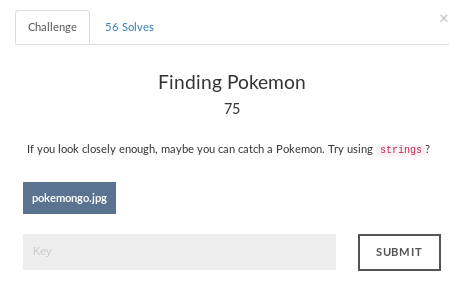 ×
Challenge
56 Solves
Finding Pokemon
75
If you look closely enough, maybe you can catch a Pokemon. Try using strings ?
pokemongo.jpg
Key
SUBMIT